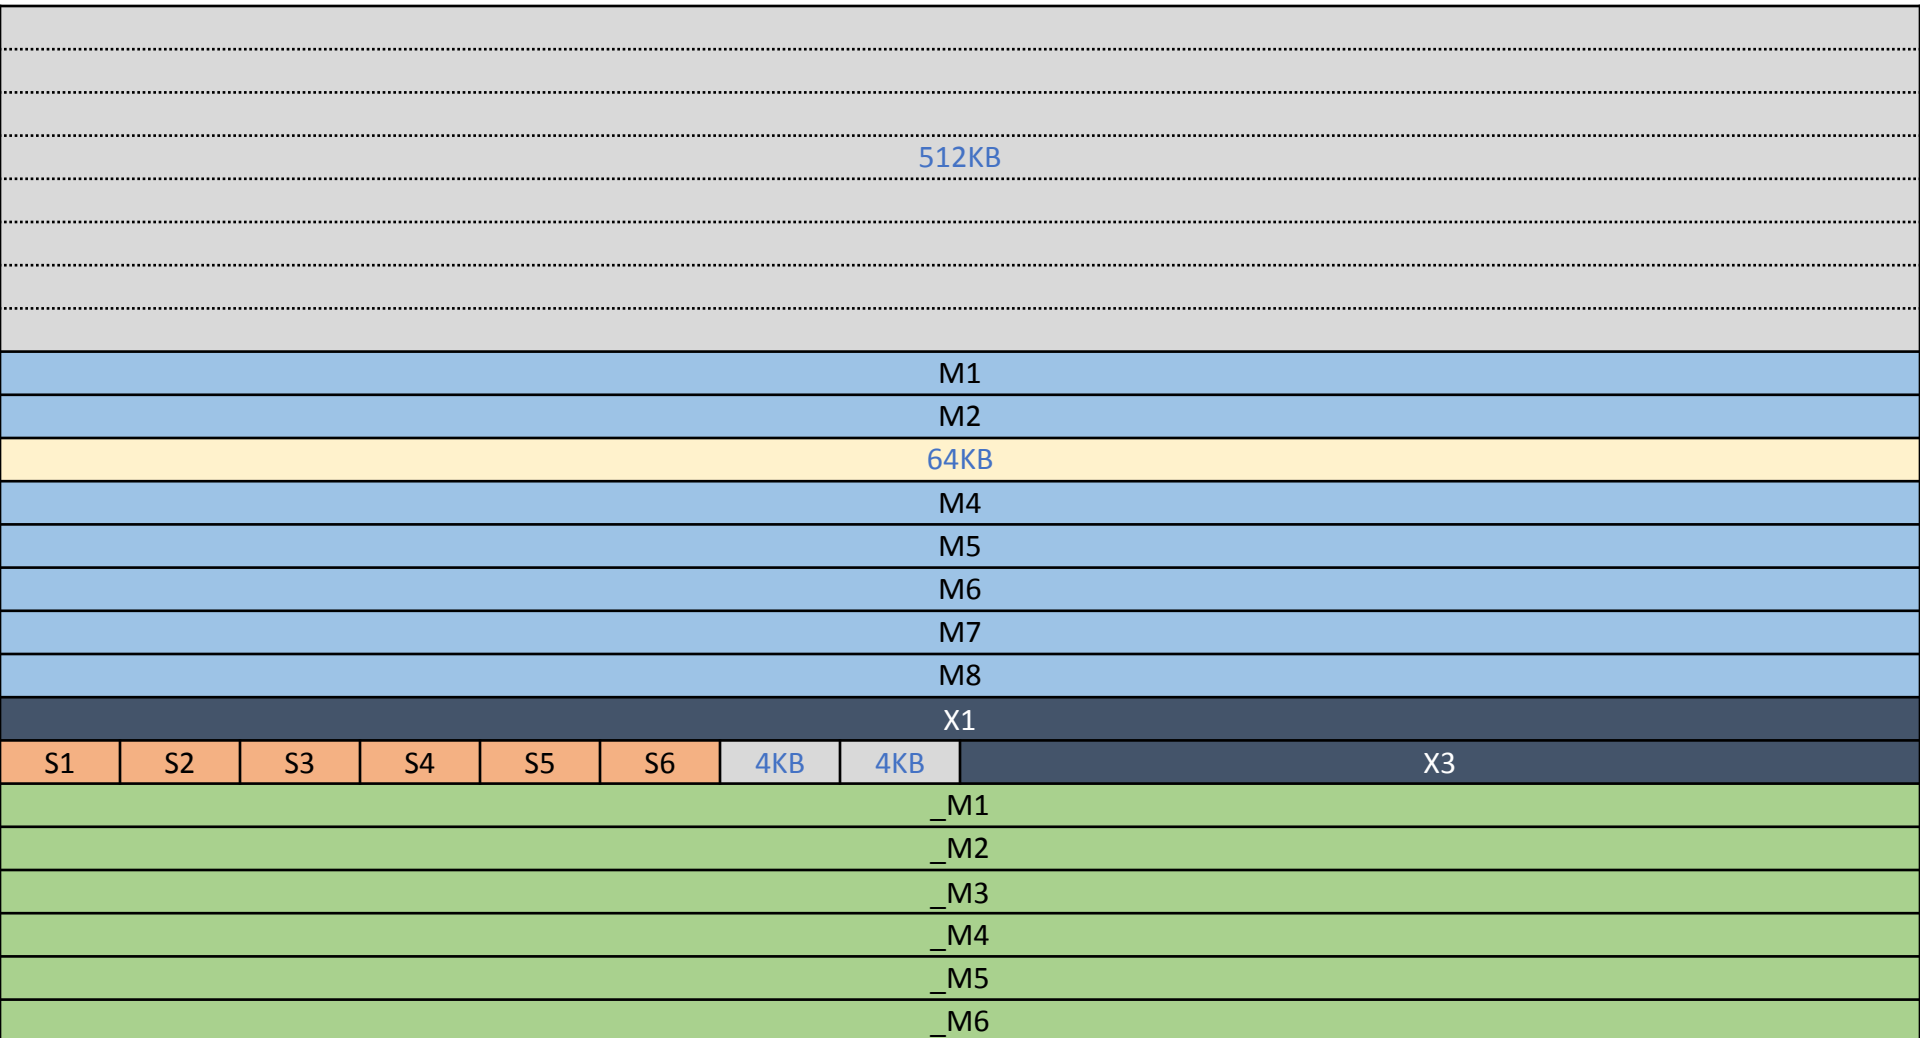 512KB
M1
M2
64KB
M4
M5
M6
M7
M8
X1
S1 S2 S3 S4 S5 S6 4KB 4KB X3
_M1
_M2
_M3
_M4
_M5
_M6